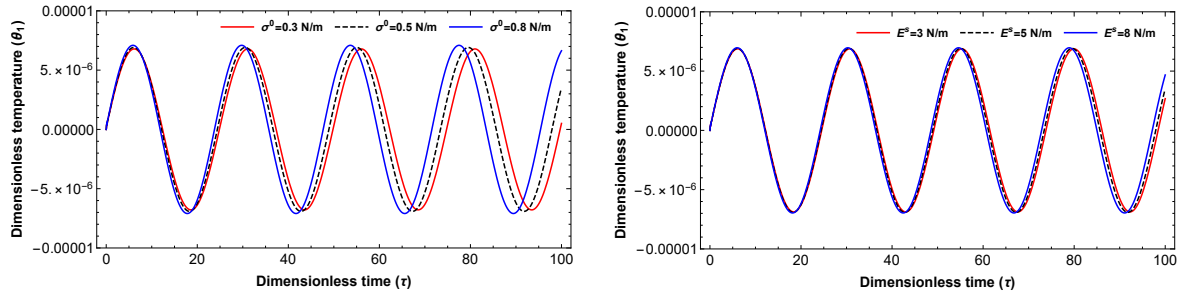 σ⁰=0.3 N/m σ⁰=0.5 N/m σ⁰=0.8 N/m
Dimensionless temperature (θ₁)
0.00001
5. × 10⁻⁶
0.00000
−5. × 10⁻⁶
−0.00001
0 20 40 60 80 100
Dimensionless time (τ)
Eˢ=3 N/m Eˢ=5 N/m Eˢ=8 N/m
Dimensionless temperature (θ₁)
0.00001
5. × 10⁻⁶
0.00000
−5. × 10⁻⁶
−0.00001
0 20 40 60 80 100
Dimensionless time (τ)